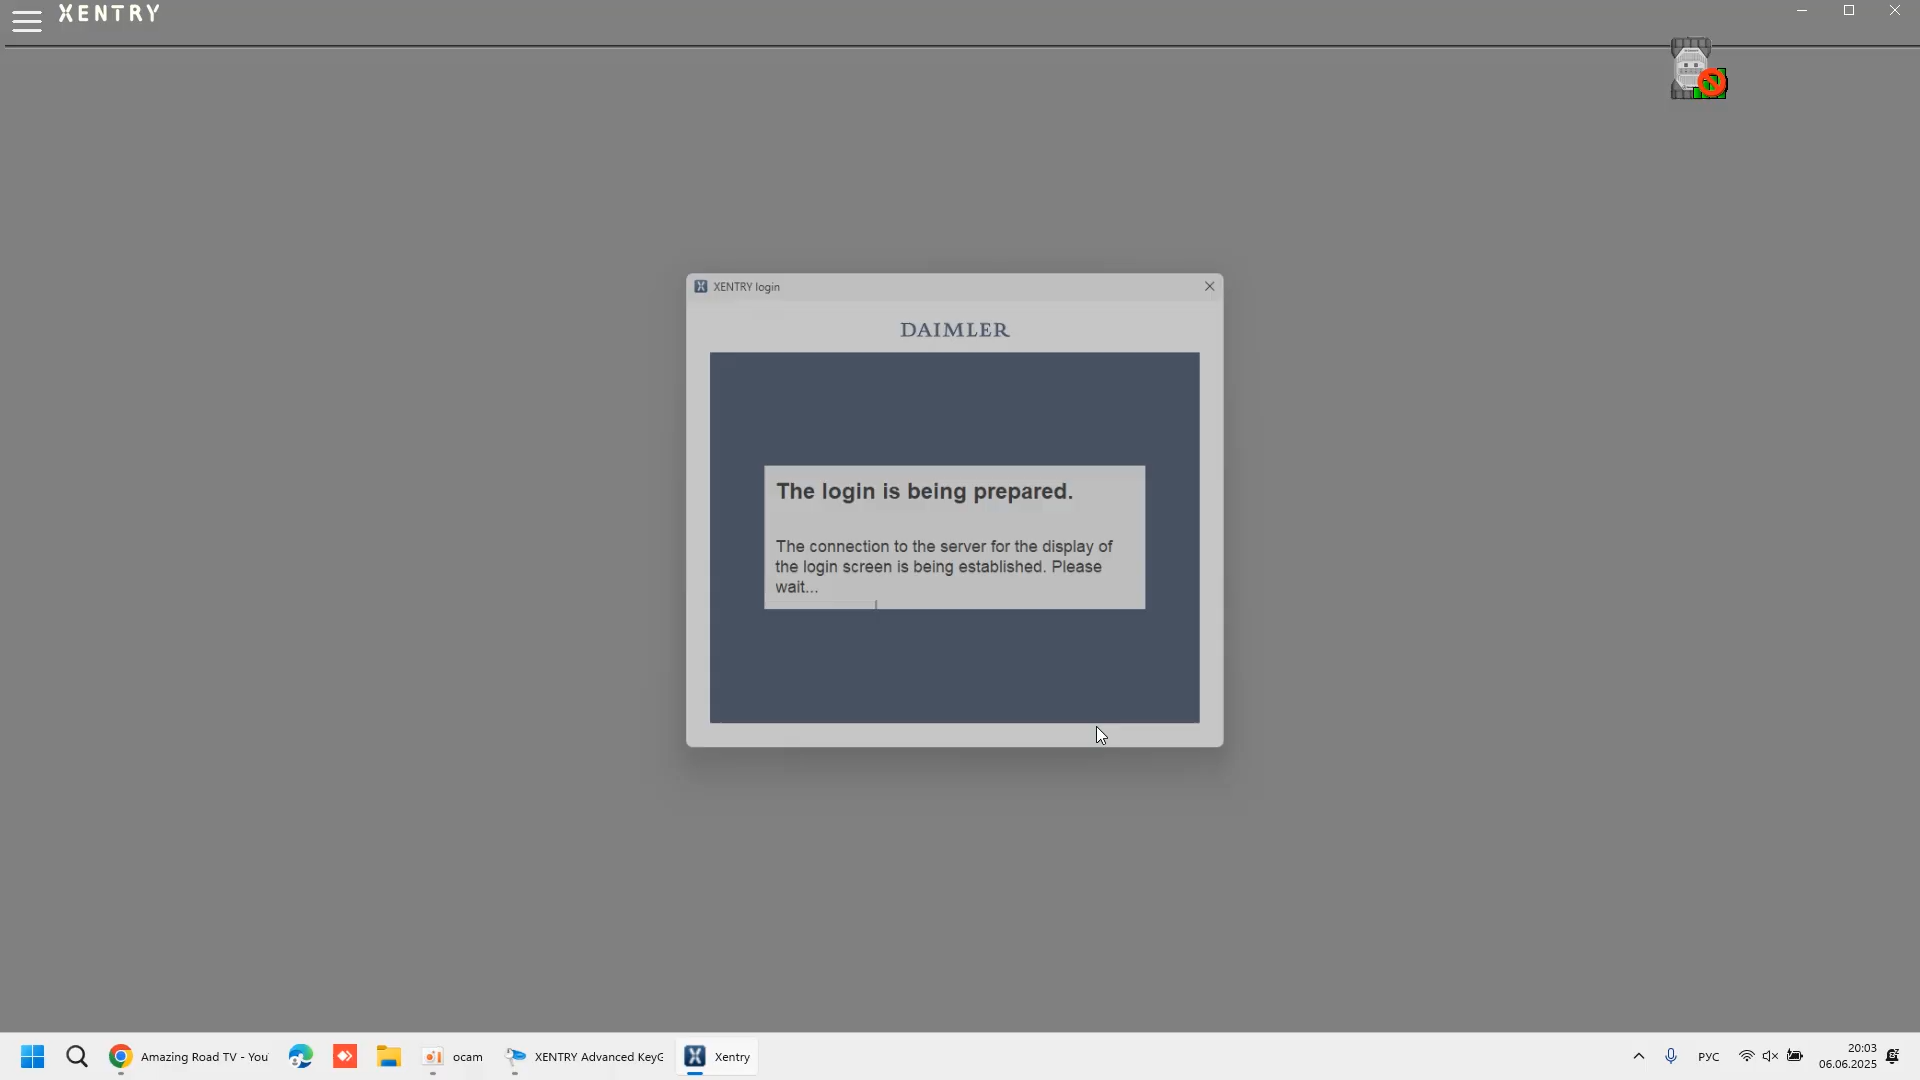 XENTRY
XENTRY login
DAIMLER
The login is being prepared.
The connection to the server for the display of
the login screen is being established. Please
wait...
Amazing Road TV - You
ocam
XENTRY Advanced KeyG
Xentry
РУС
20:03
06.06.2025